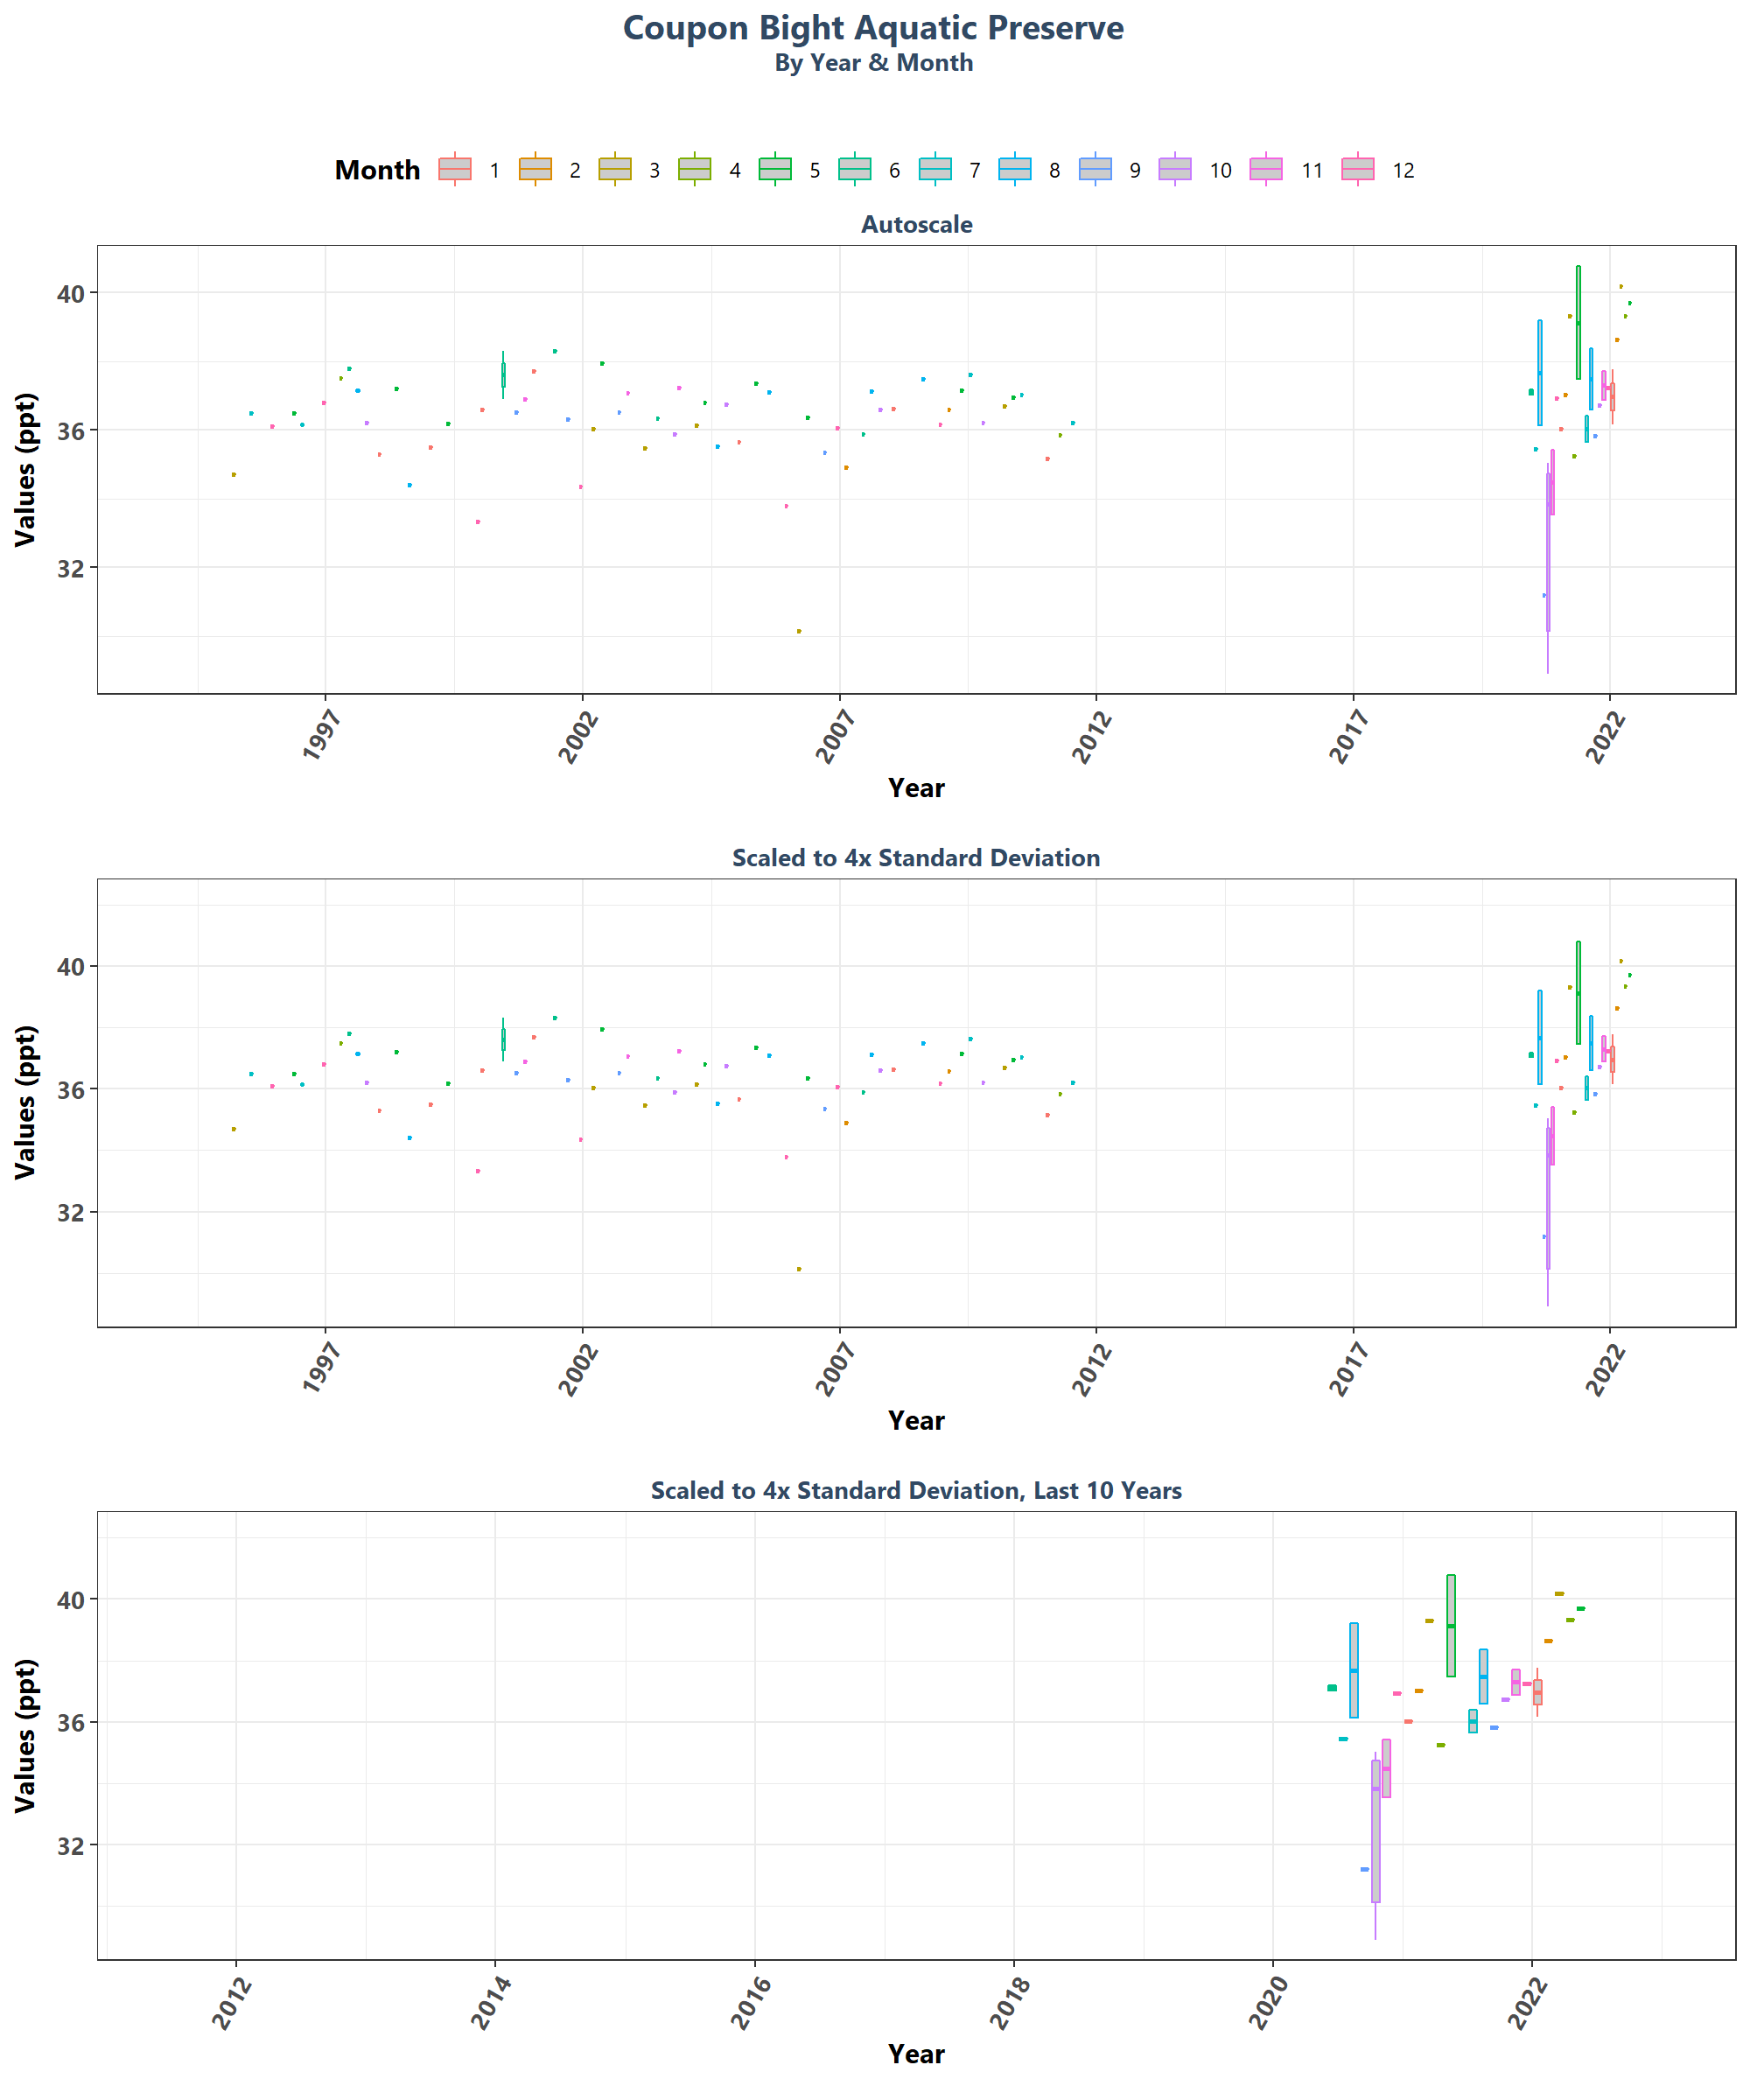 Coupon Bight Aquatic Preserve
By Year & Month
Month 1 2 3 4 5 6 7 8 9 10 11 12
Autoscale
Values (ppt)
40
36
32
1997 2002 2007 2012 2017 2022
Year
Scaled to 4x Standard Deviation
Values (ppt)
40
36
32
1997 2002 2007 2012 2017 2022
Year
Scaled to 4x Standard Deviation, Last 10 Years
Values (ppt)
40
36
32
2012 2014 2016 2018 2020 2022
Year